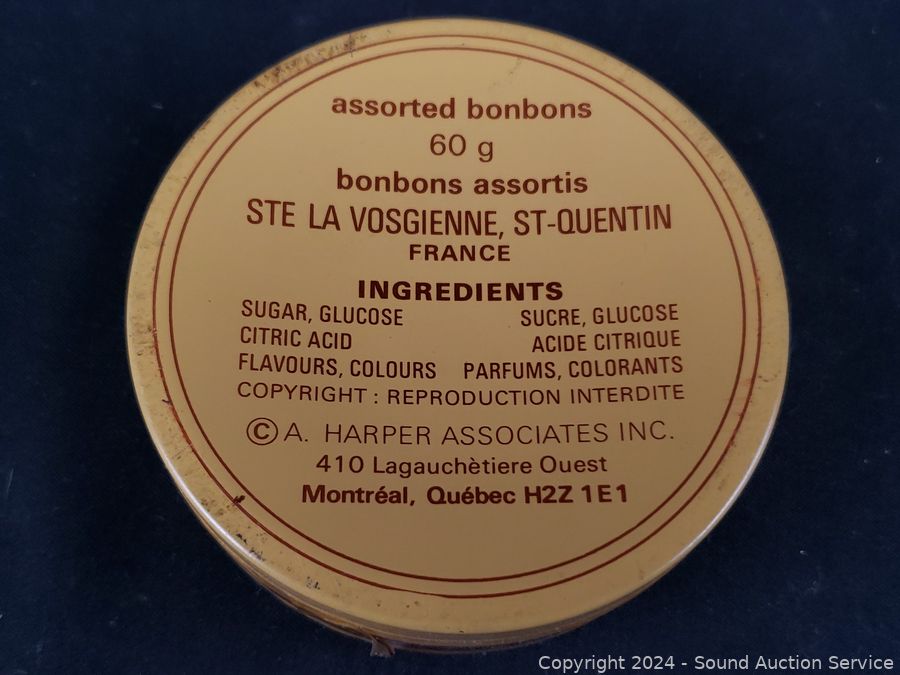 assorted bonbons
60 g
bonbons assortis
STE LA VOSGIENNE, ST-QUENTIN
FRANCE
INGREDIENTS
SUGAR, GLUCOSE SUCRE, GLUCOSE
CITRIC ACID ACIDE CITRIQUE
FLAVOURS, COLOURS PARFUMS, COLORANTS
COPYRIGHT : REPRODUCTION INTERDITE
© A. HARPER ASSOCIATES INC.
410 Lagauchètiere Ouest
Montréal, Québec H2Z 1E1
Copyright 2024 - Sound Auction Service